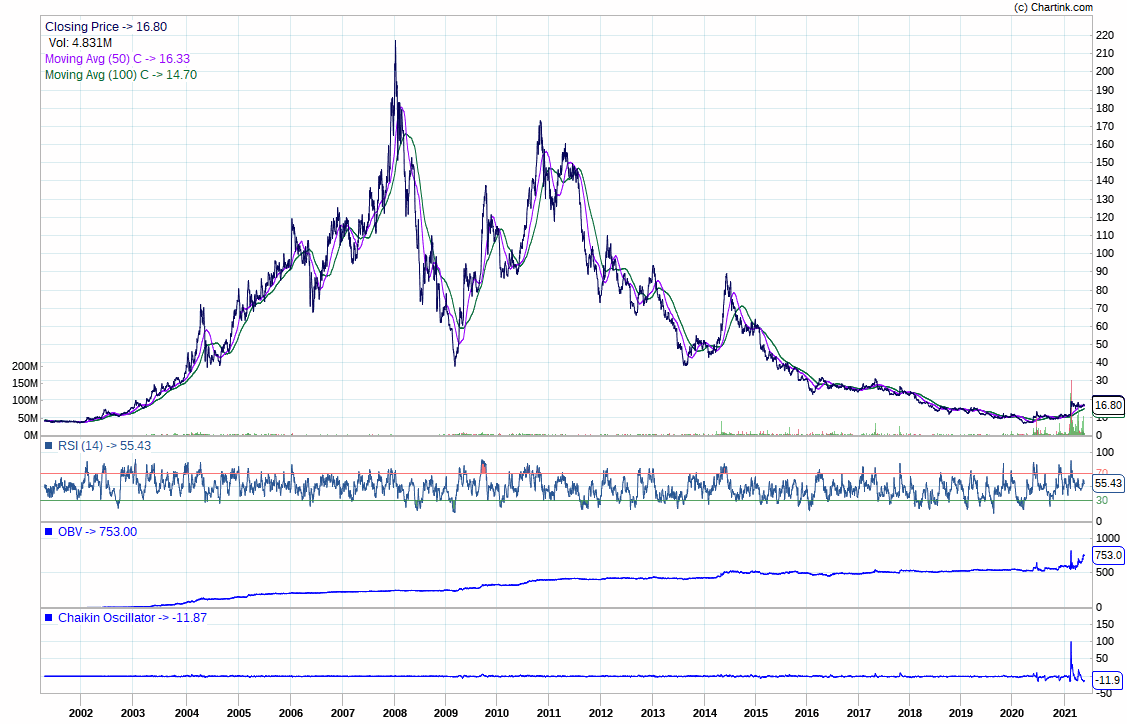 (c) Chartink.com
Closing Price -> 16.80
Vol: 4.831M
Moving Avg (50) C -> 16.33
Moving Avg (100) C -> 14.70
220
210
200
190
180
170
160
150
140
130
120
110
100
90
80
70
60
50
40
30
16.80
10
0
200M
150M
100M
50M
0M
RSI (14) -> 55.43
100
70
55.43
30
0
OBV -> 753.00
1000
753.0
500
0
Chaikin Oscillator -> -11.87
150
100
50
-11.9
-50
2002 2003 2004 2005 2006 2007 2008 2009 2010 2011 2012 2013 2014 2015 2016 2017 2018 2019 2020 2021